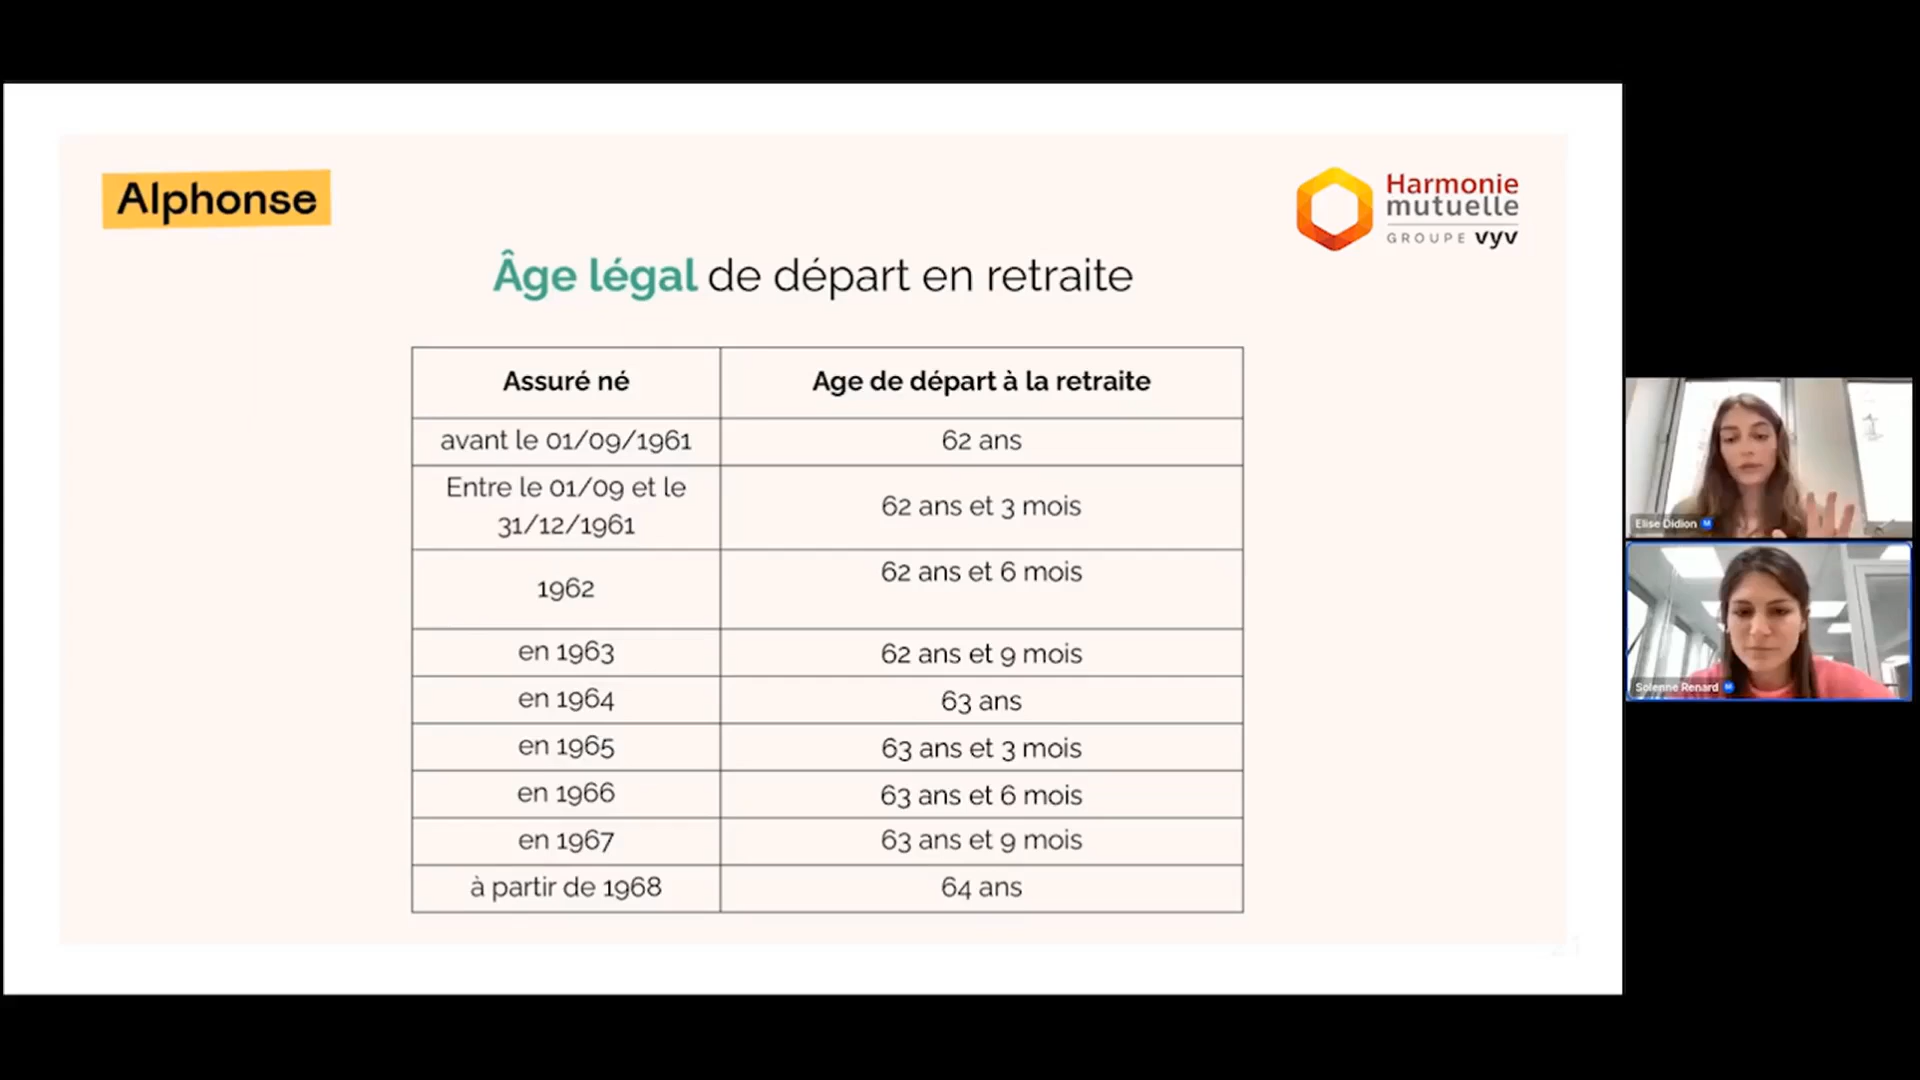 Alphonse
Harmonie
mutuelle
GROUPE vyv
Âge légal de départ en retraite
Assuré né
Age de départ à la retraite
avant le 01/09/1961
62 ans
Entre le 01/09 et le
31/12/1961
62 ans et 3 mois
1962
62 ans et 6 mois
en 1963
62 ans et 9 mois
en 1964
63 ans
en 1965
63 ans et 3 mois
en 1966
63 ans et 6 mois
en 1967
63 ans et 9 mois
à partir de 1968
64 ans
Elise Didion M
Solenne Renard M